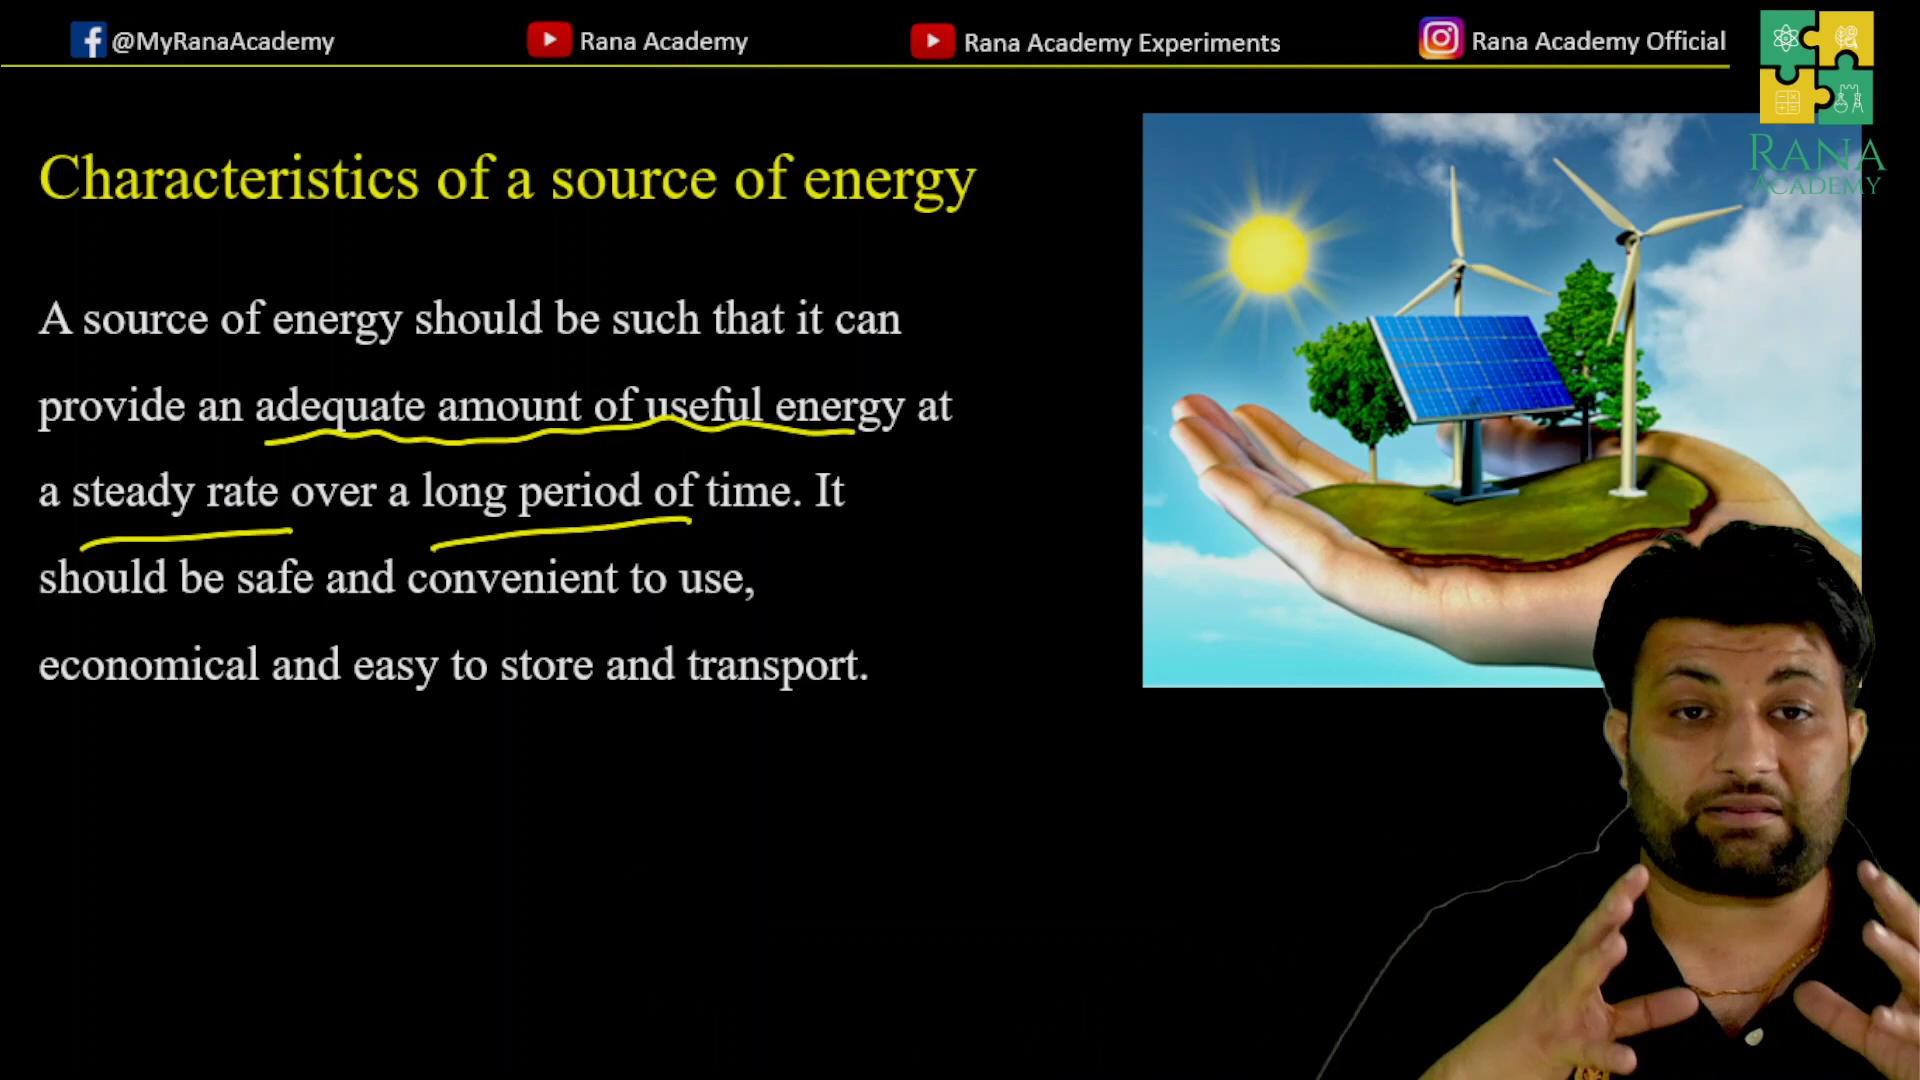 @MyRanaAcademy
Rana Academy
Rana Academy Experiments
Rana Academy Official
RANA
ACADEMY
Characteristics of a source of energy
A source of energy should be such that it can
provide an adequate amount of useful energy at
a steady rate over a long period of time. It
should be safe and convenient to use,
economical and easy to store and transport.